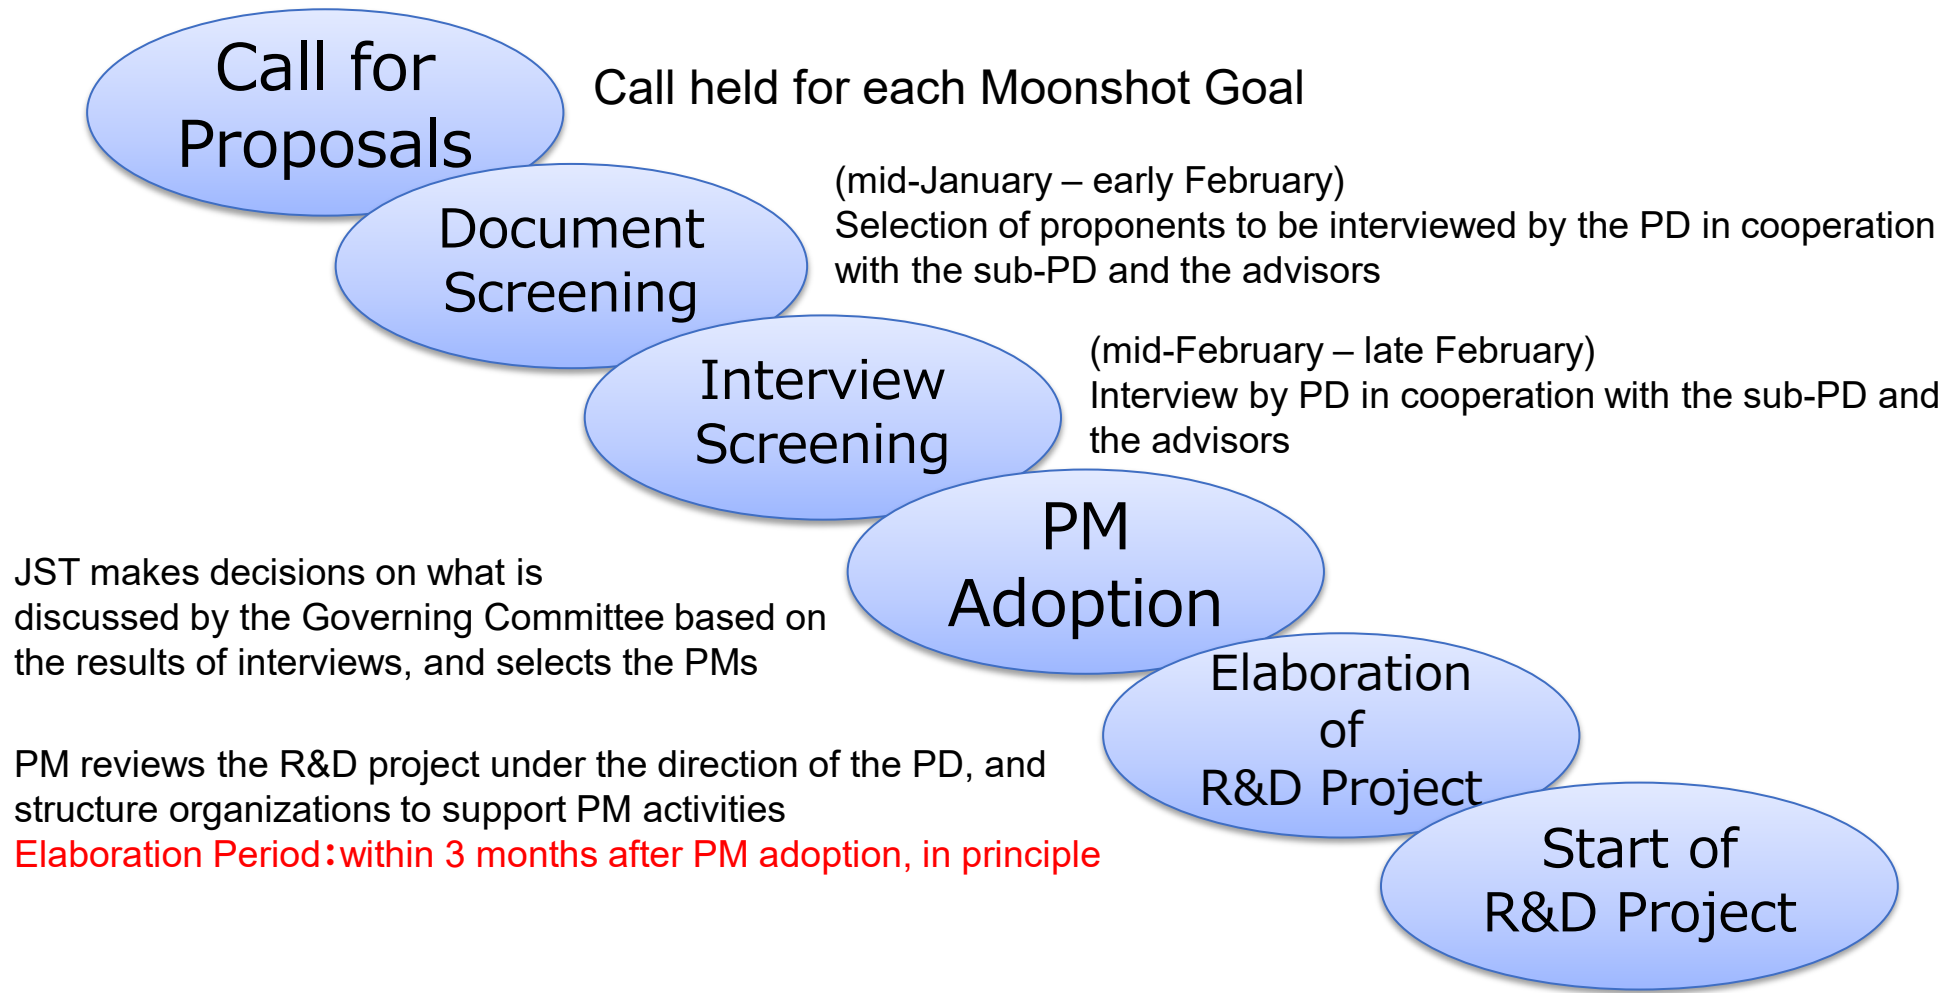 Call for
Proposals
Call held for each Moonshot Goal
Document
Screening
(mid-January – early February)
Selection of proponents to be interviewed by the PD in cooperation
with the sub-PD and the advisors
Interview
Screening
(mid-February – late February)
Interview by PD in cooperation with the sub-PD and
the advisors
PM
Adoption
JST makes decisions on what is
discussed by the Governing Committee based on
the results of interviews, and selects the PMs
Elaboration
of
R&D Project
PM reviews the R&D project under the direction of the PD, and
structure organizations to support PM activities
Elaboration Period：within 3 months after PM adoption, in principle
Start of
R&D Project